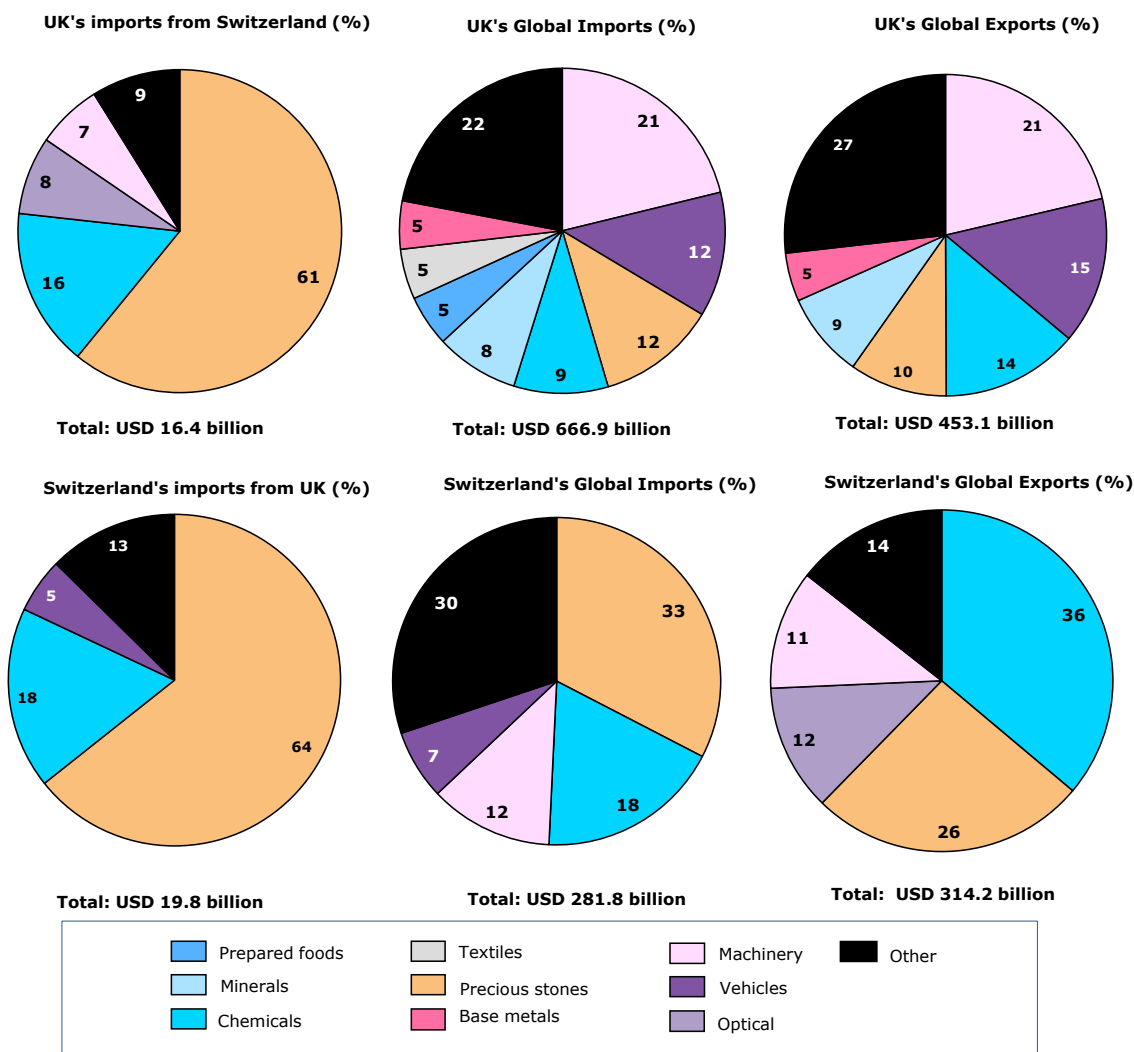 UK's imports from Switzerland (%)
UK's Global Imports (%)
UK's Global Exports (%)
9
7
8
16
61
22
21
12
12
9
8
5
5
5
27
21
15
14
10
9
5
Total: USD 16.4 billion
Total: USD 666.9 billion
Total: USD 453.1 billion
Switzerland's imports from UK (%)
Switzerland's Global Imports (%)
Switzerland's Global Exports (%)
13
5
18
64
30
33
7
12
18
14
36
11
12
26
Total: USD 19.8 billion
Total: USD 281.8 billion
Total: USD 314.2 billion
Prepared foods
Textiles
Machinery
Other
Minerals
Precious stones
Vehicles
Chemicals
Base metals
Optical